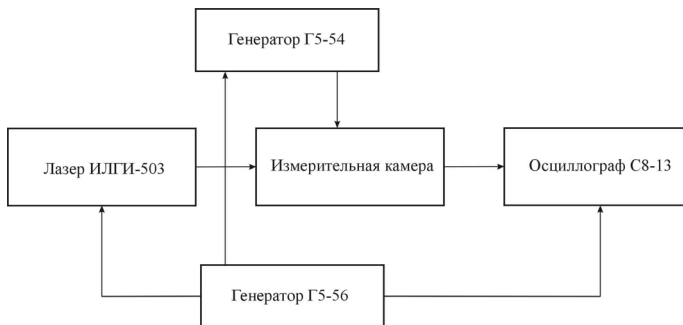 Генератор Г5-54
Лазер ИЛГИ-503
Измерительная камера
Осциллограф С8-13
Генератор Г5-56